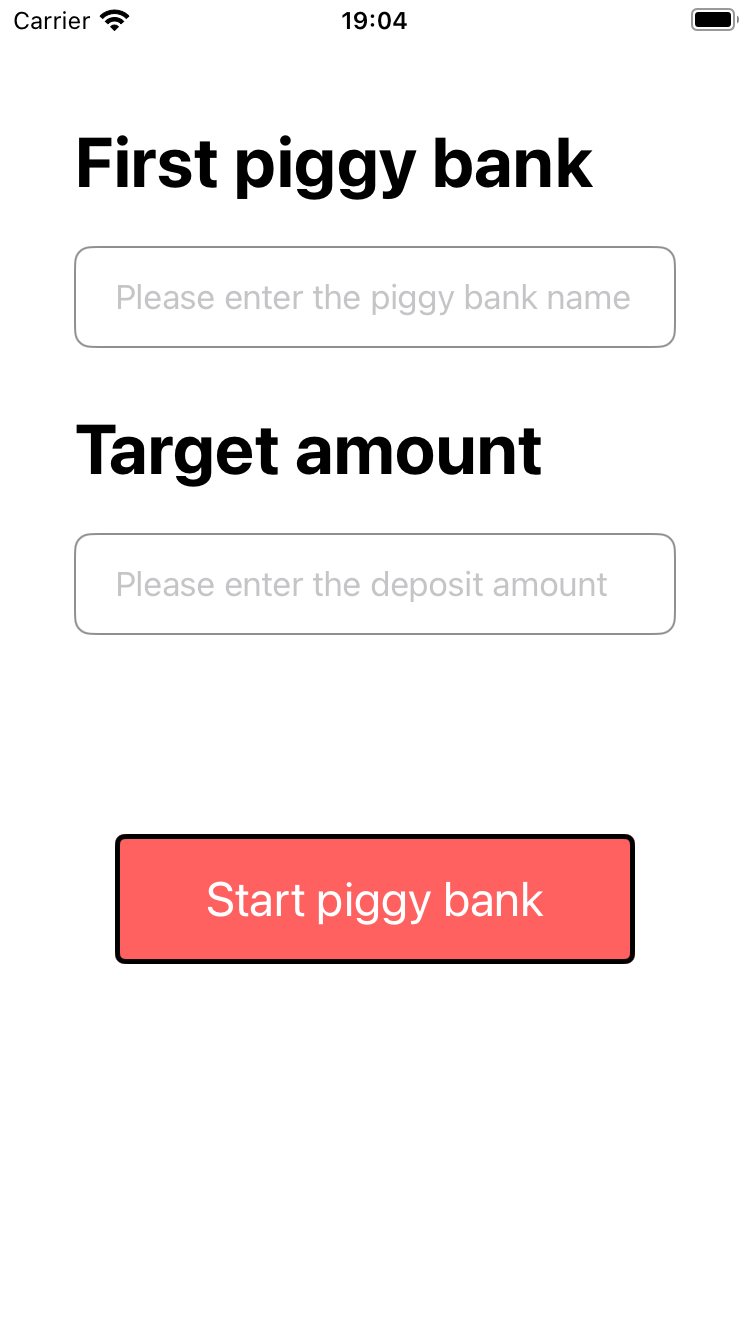 Carrier 19:04
First piggy bank
Please enter the piggy bank name
Target amount
Please enter the deposit amount
Start piggy bank